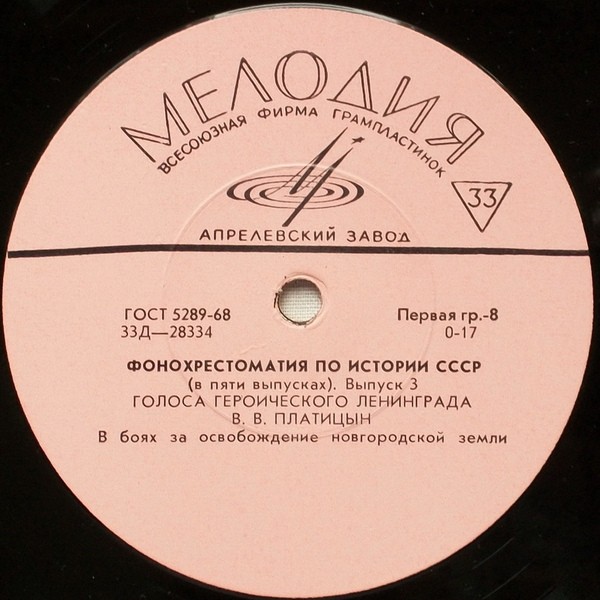 МЕЛОДИЯ
ВСЕСОЮЗНАЯ ФИРМА ГРАМПЛАСТИНОК
33
АПРЕЛЕВСКИЙ ЗАВОД
ГОСТ 5289-68 Первая гр.-8
33Д—28334 0-17
ФОНОХРЕСТОМАТИЯ ПО ИСТОРИИ СССР
(в пяти выпусках). Выпуск 3
ГОЛОСА ГЕРОИЧЕСКОГО ЛЕНИНГРАДА
В. В. ПЛАТИЦЫН
В боях за освобождение новгородской земли